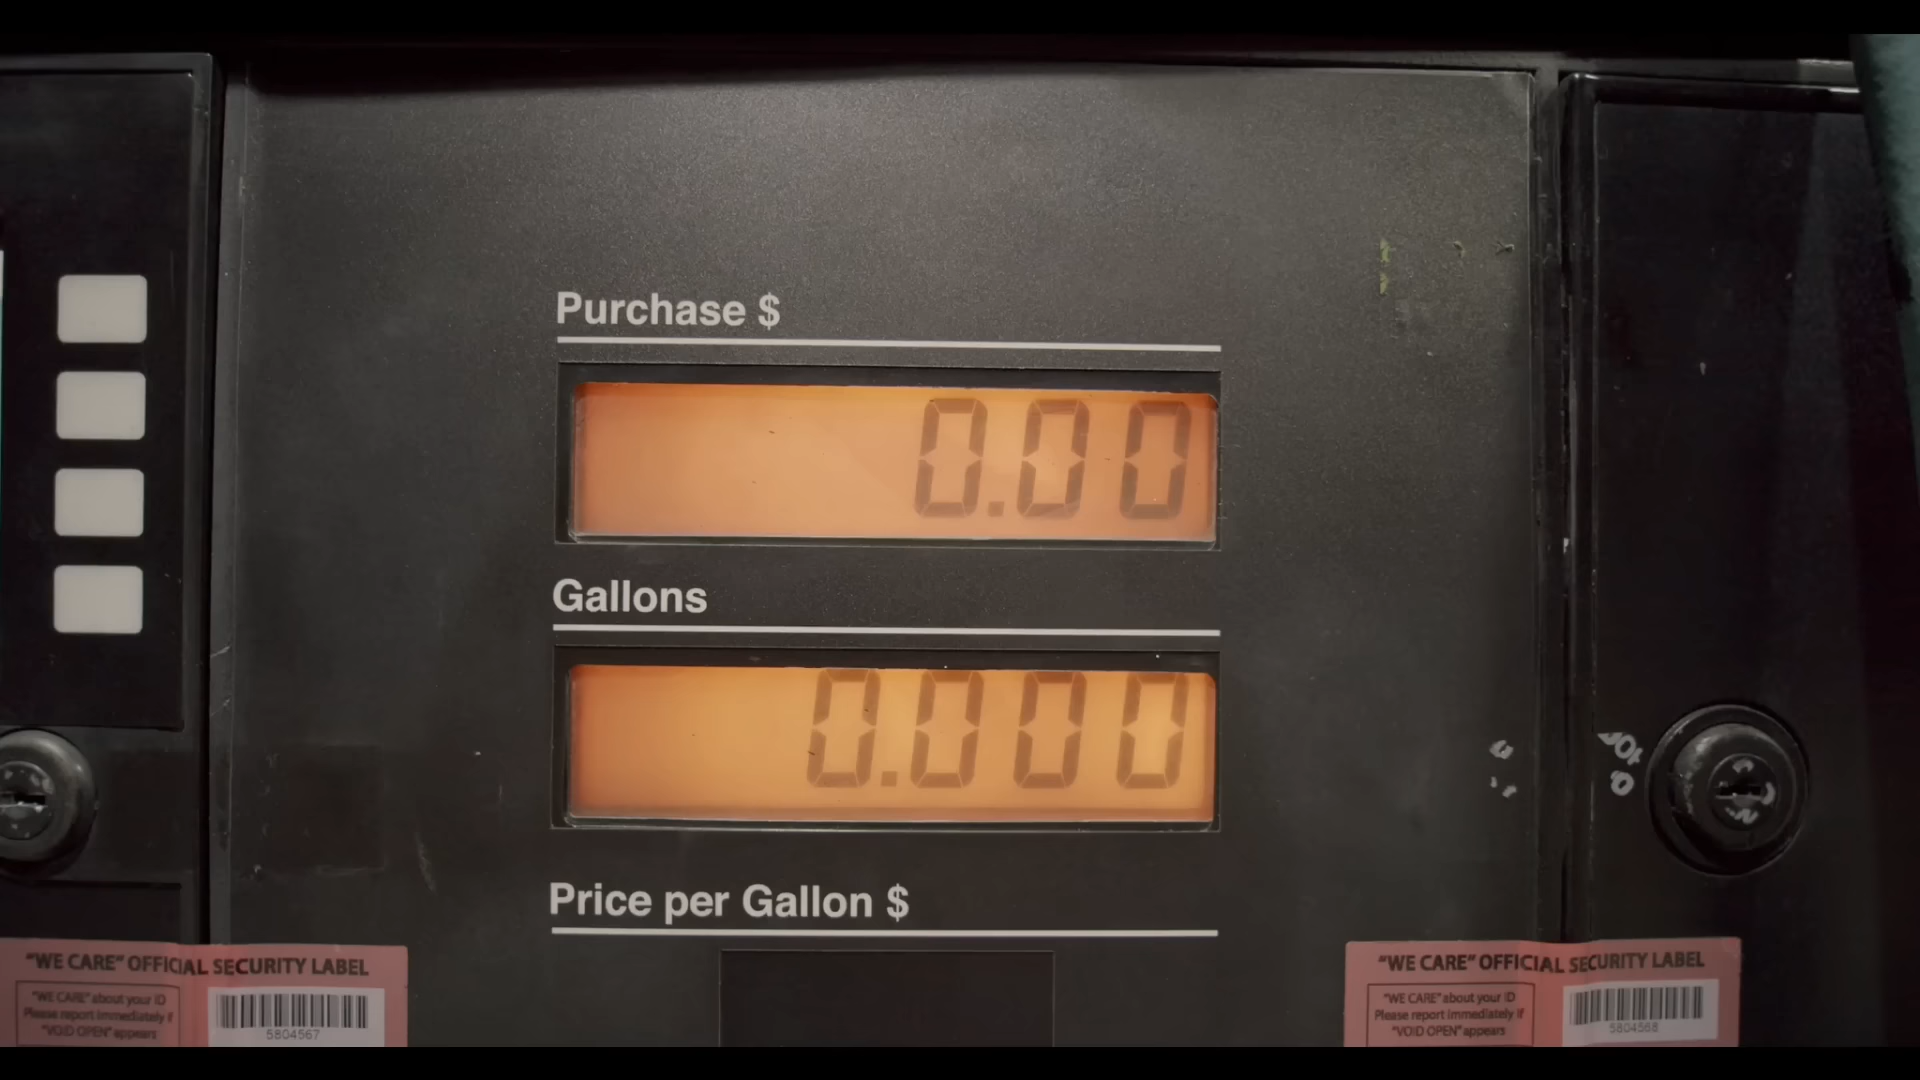 Purchase $
0.00
Gallons
0.000
Price per Gallon $
"WE CARE" OFFICIAL SECURITY LABEL
"WE CARE" about your ID
Please report immediately if
"VOID OPEN" appears
5804567
"WE CARE" OFFICIAL SECURITY LABEL
"WE CARE" about your ID
Please report immediately if
"VOID OPEN" appears
5804568